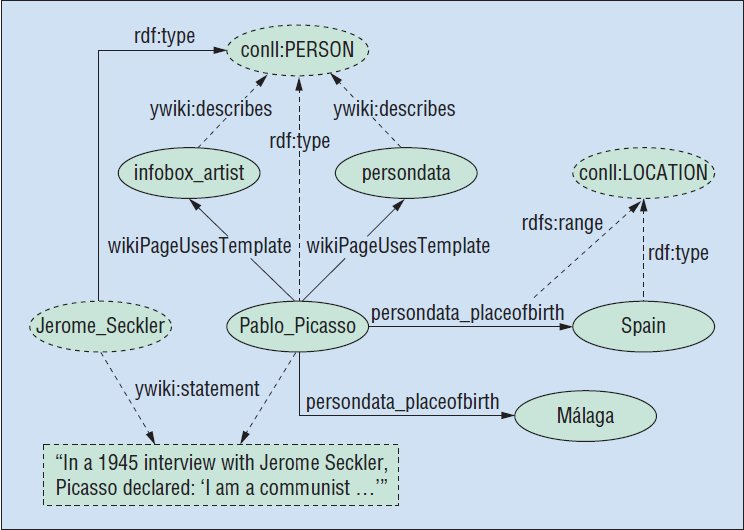 rdf:type
conll:PERSON
ywiki:describes
ywiki:describes
rdf:type
infobox_artist
persondata
conll:LOCATION
rdfs:range
wikiPageUsesTemplate
wikiPageUsesTemplate
rdf:type
persondata_placeofbirth
Jerome_Seckler
Pablo_Picasso
Spain
ywiki:statement
persondata_placeofbirth
Málaga
“In a 1945 interview with Jerome Seckler,
Picasso declared: ‘I am a communist …’”